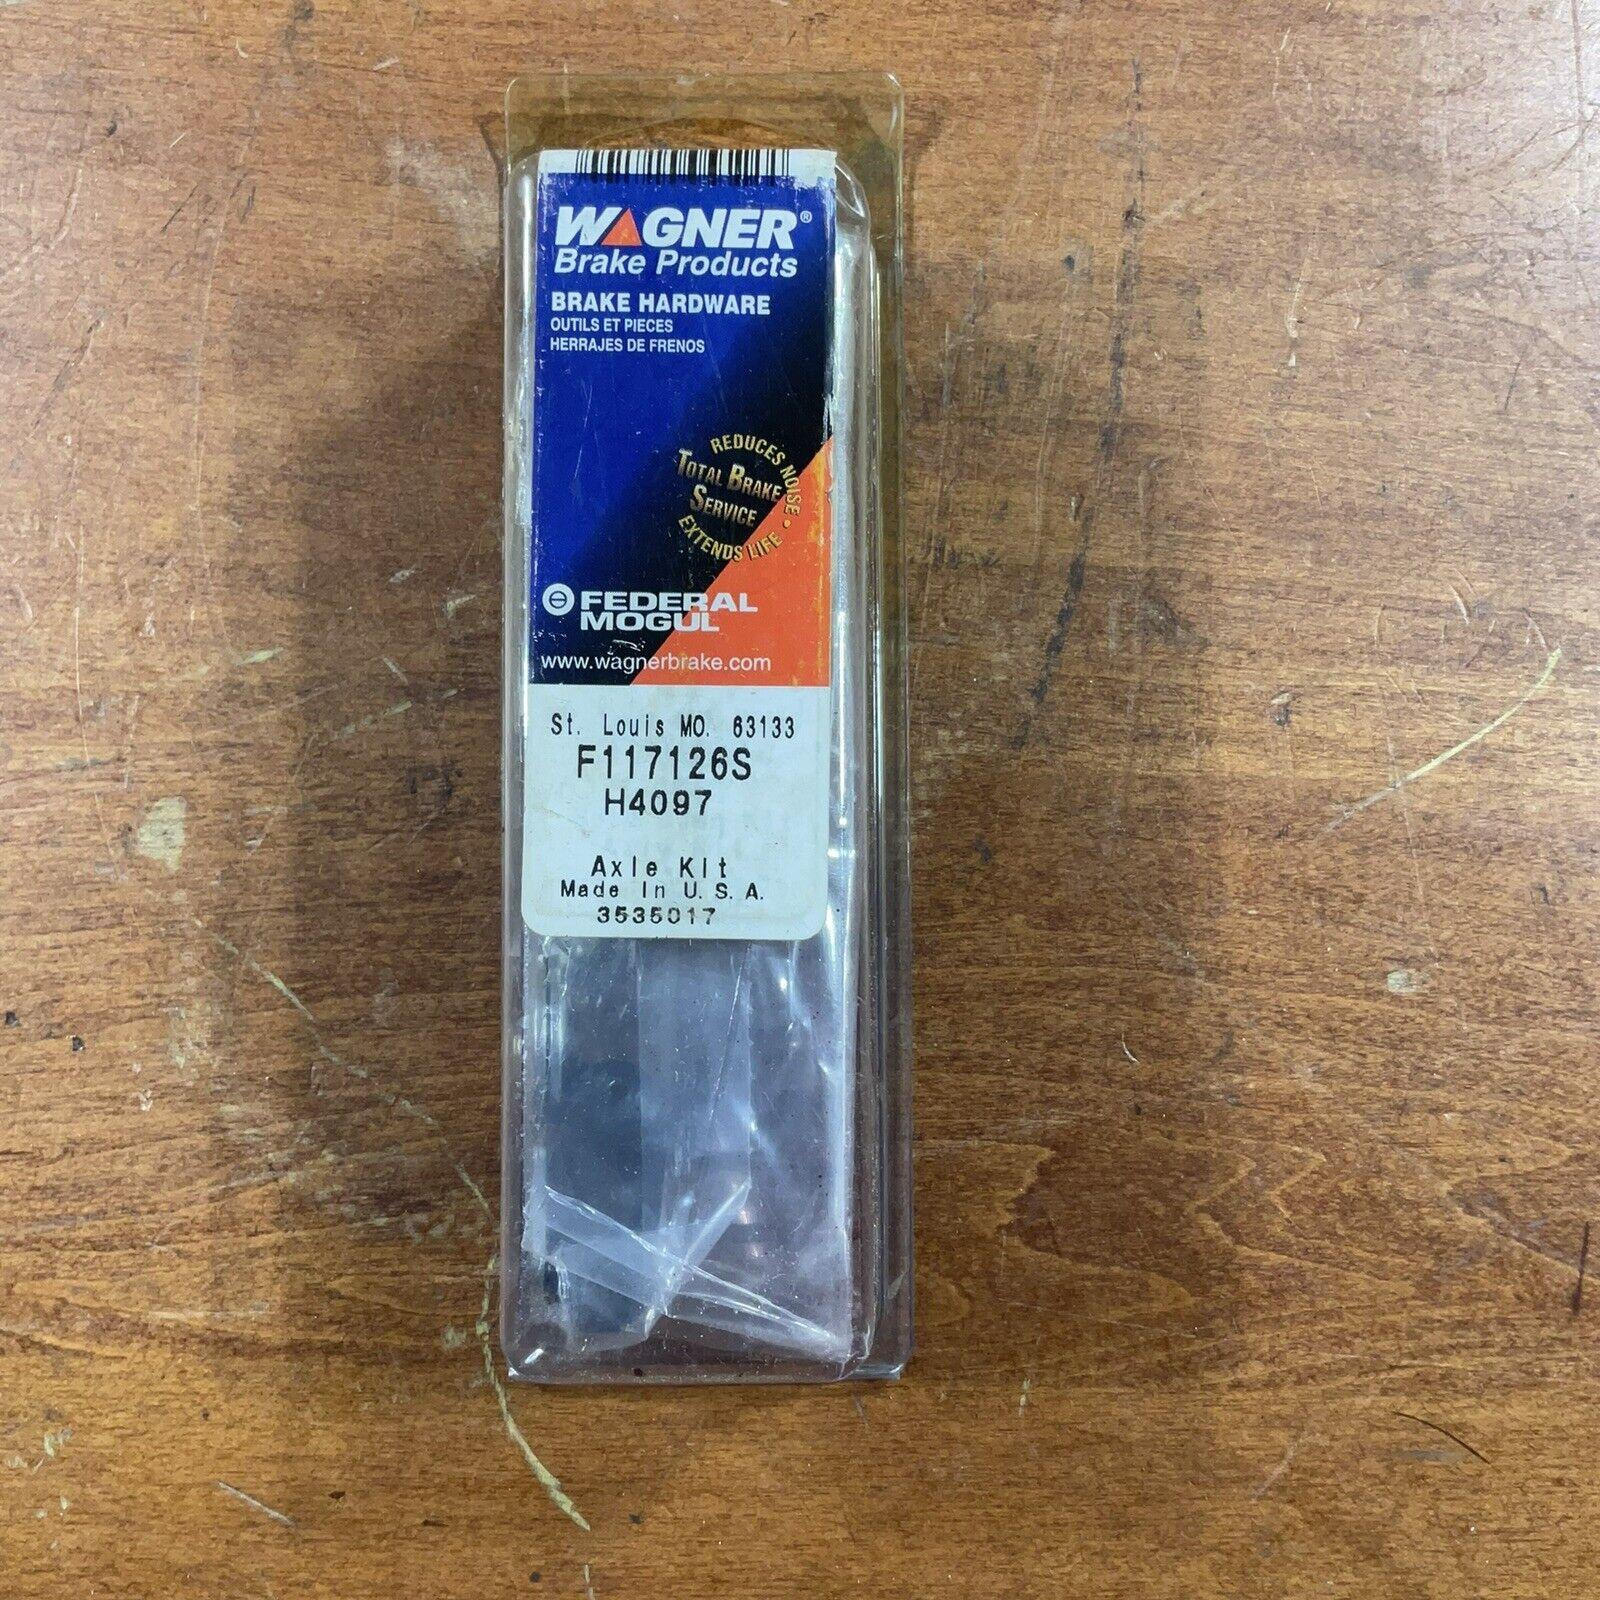 WAGNER®
Brake Products
BRAKE HARDWARE
OUTILS ET PIECES
HERRAJES DE FRENOS
REDUCES NOISE •
TOTAL BRAKE
SERVICE
EXTENDS LIFE
FEDERAL
MOGUL
www.wagnerbrake.com
St. Louis MO. 63133
F117126S
H4097
Axle Kit
Made In U. S. A.
3535017